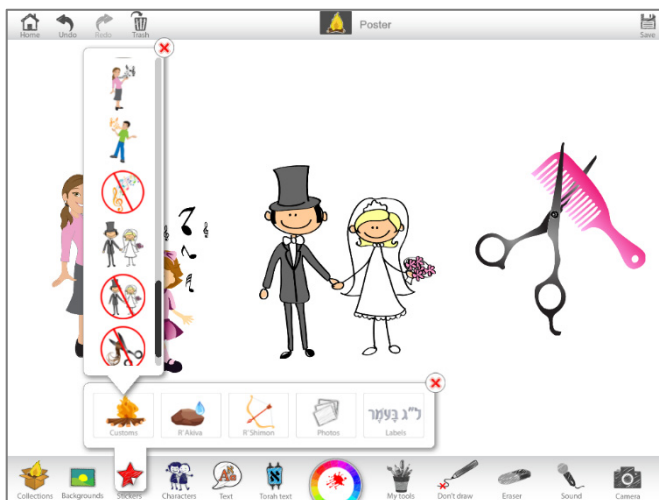 Home Undo Redo Trash Poster Save
Customs R'Akiva R'Shimon Photos Labels
ל"ג בָּעֹמֶר
Collections Backgrounds Stickers Characters Text Torah text My tools Don't draw Eraser Sound Camera